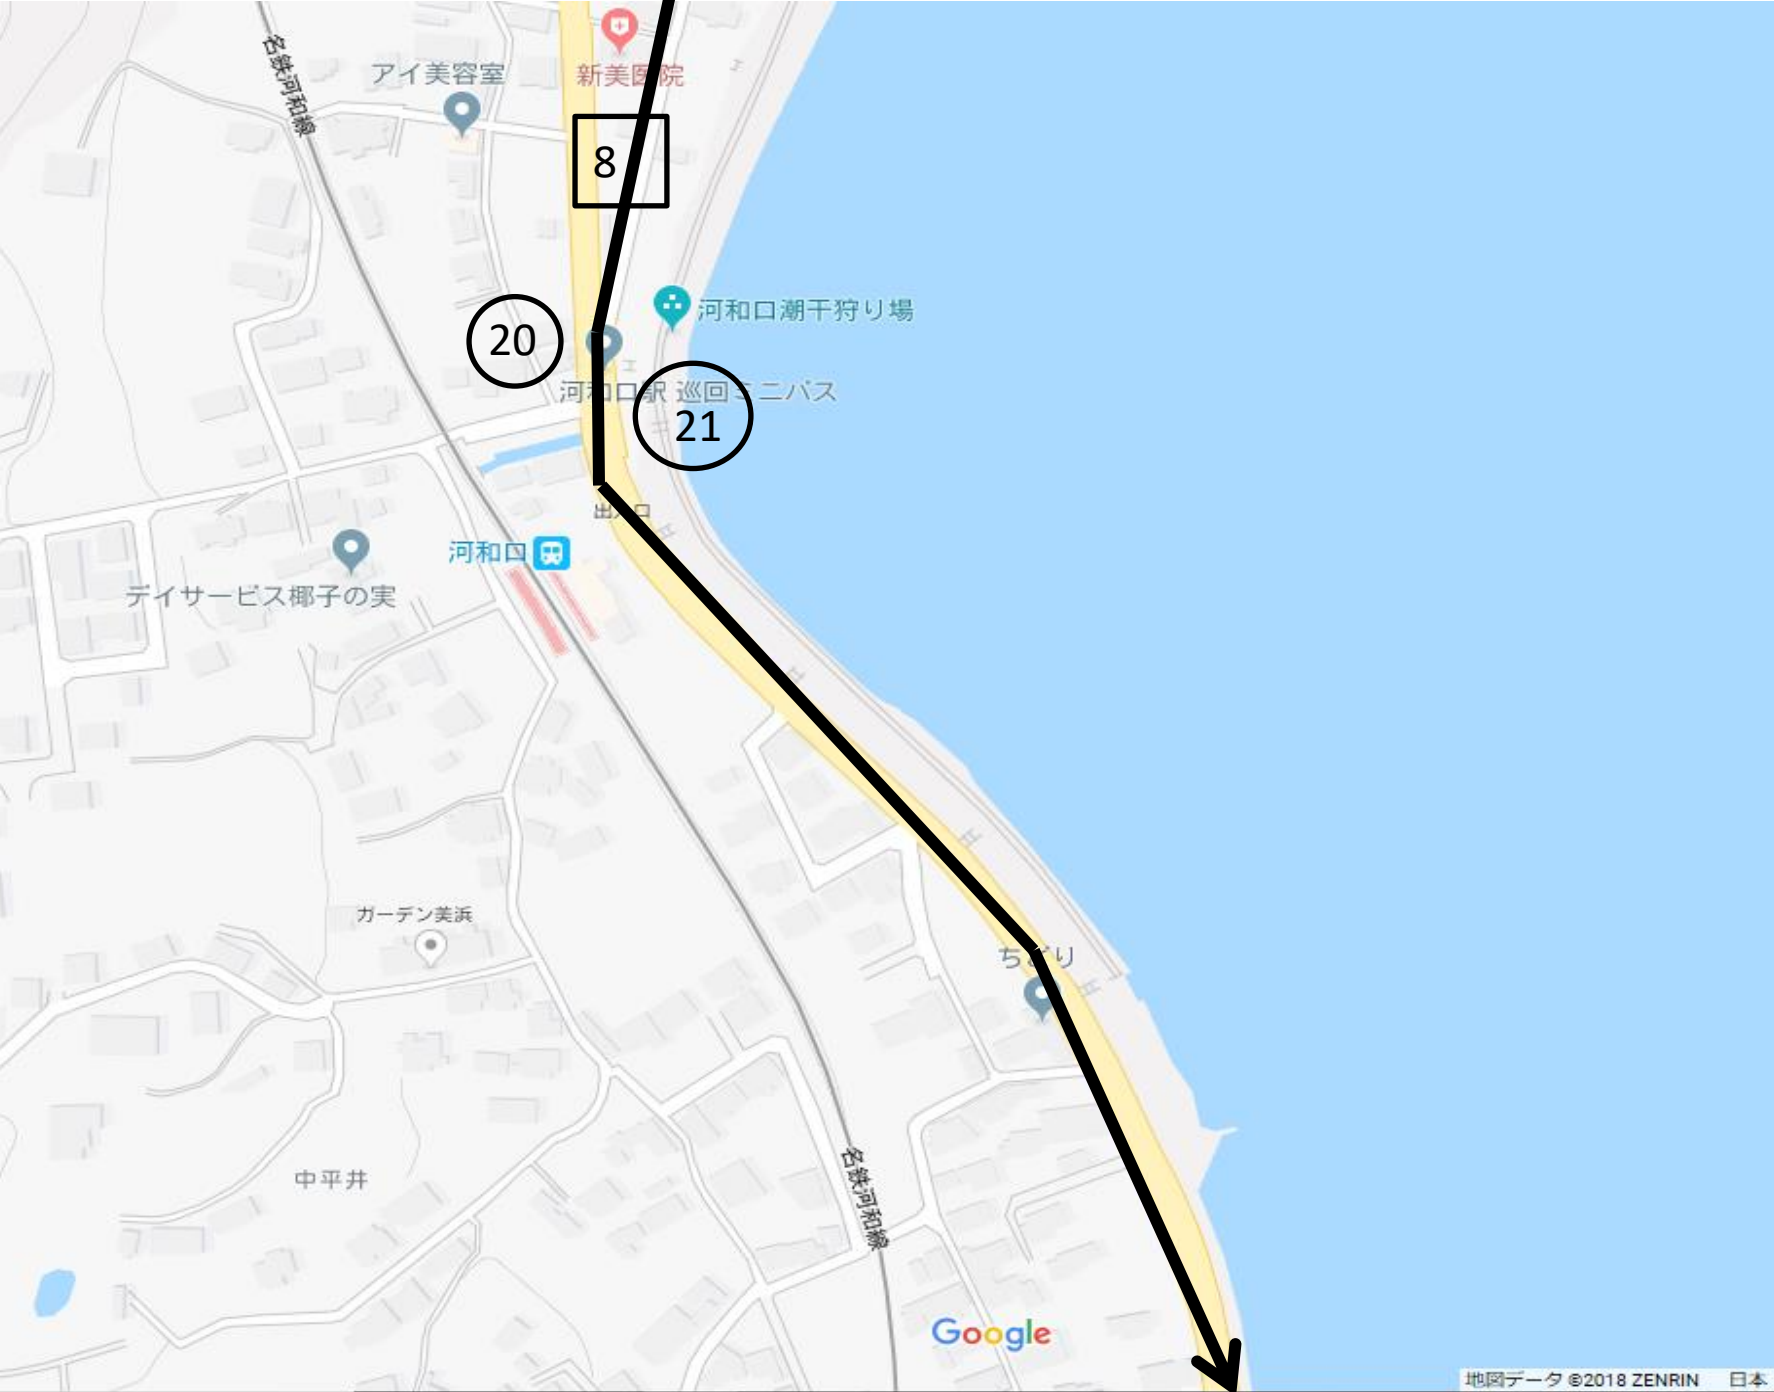 名鉄河和線
アイ美容室
新美医院
8
河和口潮干狩り場
20
河和口駅 巡回ミニバス
21
出入口
河和口
デイサービス椰子の実
ガーデン美浜
ちどり
中平井
名鉄河和線
Google
地図データ ©2018 ZENRIN 日本